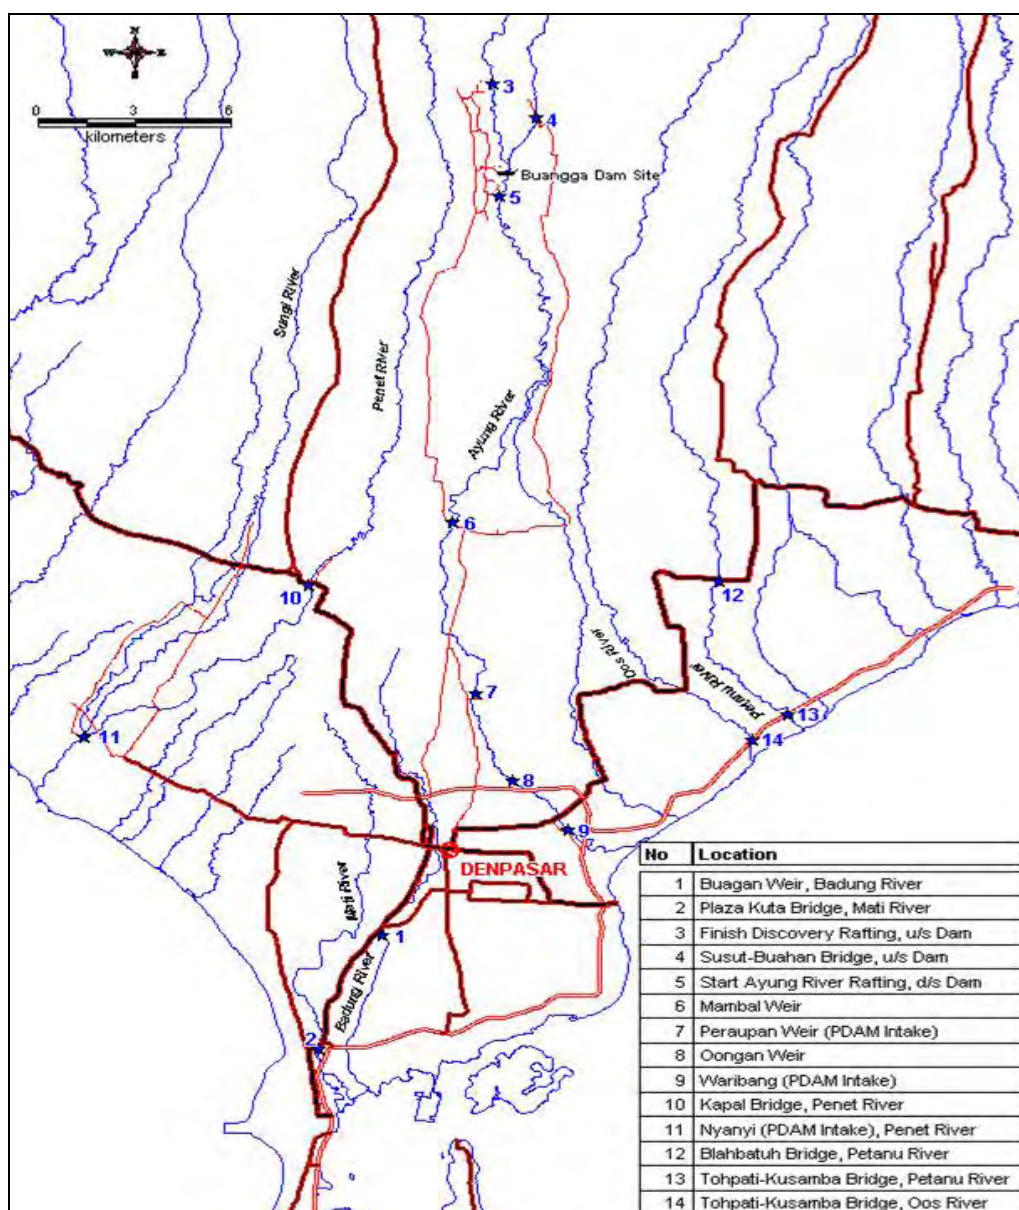 N
W E
S
0 3 6
kilometers
3
4
Buangga Dam Site
5
Sungi River
Penet River
Ayung River
6
10
12
Oos River
Petanu River
7
13
11
14
8
9
DENPASAR
Mati River
1
Badung River
2
No Location
1 Buagan Weir, Badung River
2 Plaza Kuta Bridge, Mati River
3 Finish Discovery Rafting, u/s Dam
4 Susut-Buahan Bridge, u/s Dam
5 Start Ayung River Rafting, d/s Dam
6 Mambal Weir
7 Peraupan Weir (PDAM Intake)
8 Oongan Weir
9 Waribang (PDAM Intake)
10 Kapal Bridge, Penet River
11 Nyanyi (PDAM Intake), Penet River
12 Blahbatuh Bridge, Petanu River
13 Tohpati-Kusamba Bridge, Petanu River
14 Tohpati-Kusamba Bridge, Oos River